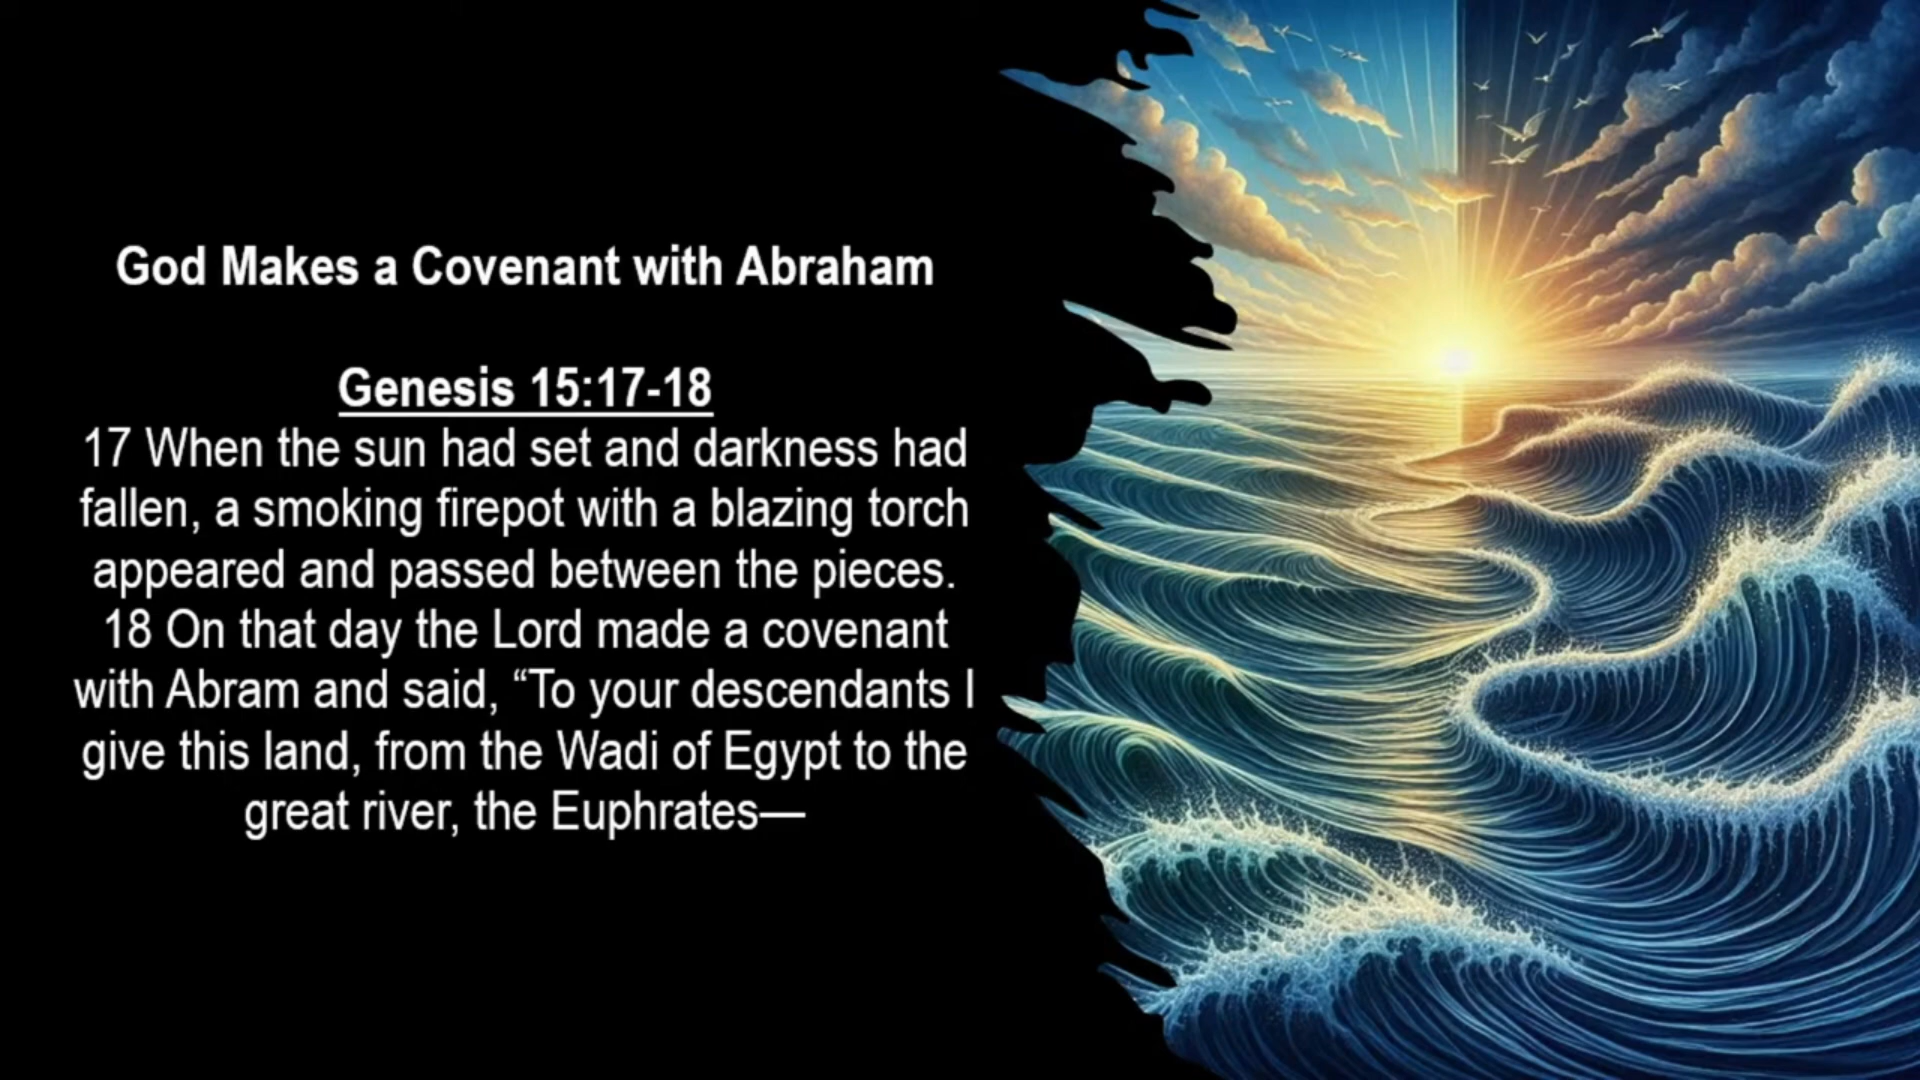 God Makes a Covenant with Abraham
Genesis 15:17-18
17 When the sun had set and darkness had
fallen, a smoking firepot with a blazing torch
appeared and passed between the pieces.
18 On that day the Lord made a covenant
with Abram and said, “To your descendants I
give this land, from the Wadi of Egypt to the
great river, the Euphrates—